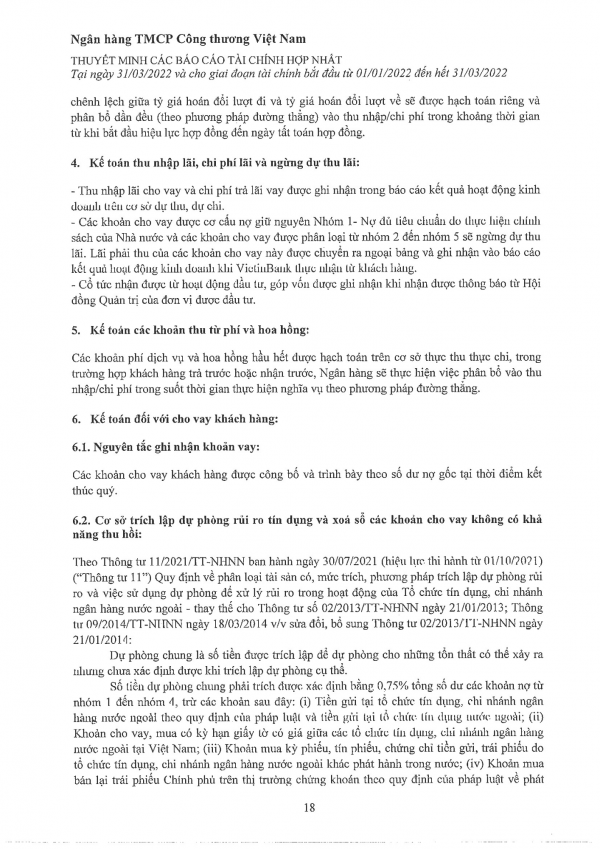 Ngân hàng TMCP Công thương Việt Nam
THUYẾT MINH CÁC BÁO CÁO TÀI CHÍNH HỢP NHẤT
Tại ngày 31/03/2022 và cho giai đoạn tài chính bắt đầu từ 01/01/2022 đến hết 31/03/2022
chênh lệch giữa tỷ giá hoán đổi lượt đi và tỷ giá hoán đổi lượt về sẽ được hạch toán riêng và
phân bổ dần đều (theo phương pháp đường thẳng) vào thu nhập/chi phí trong khoảng thời gian
từ khi bắt đầu hiệu lực hợp đồng đến ngày tất toán hợp đồng.
4. Kế toán thu nhập lãi, chi phí lãi và ngừng dự thu lãi:
- Thu nhập lãi cho vay và chi phí trả lãi vay được ghi nhận trong báo cáo kết quả hoạt động kinh
doanh trên cơ sở dự thu, dự chi.
- Các khoản cho vay được cơ cấu nợ giữ nguyên Nhóm 1- Nợ đủ tiêu chuẩn do thực hiện chính
sách của Nhà nước và các khoản cho vay được phân loại từ nhóm 2 đến nhóm 5 sẽ ngừng dự thu
lãi. Lãi phải thu của các khoản cho vay này được chuyển ra ngoại bảng và ghi nhận vào báo cáo
kết quả hoạt động kinh doanh khi VietinBank thực nhận từ khách hàng.
- Cổ tức nhận được từ hoạt động đầu tư, góp vốn được ghi nhận khi nhận được thông báo từ Hội
đồng Quản trị của đơn vị được đầu tư.
5. Kế toán các khoản thu từ phí và hoa hồng:
Các khoản phí dịch vụ và hoa hồng hầu hết được hạch toán trên cơ sở thực thu thực chi, trong
trường hợp khách hàng trả trước hoặc nhận trước, Ngân hàng sẽ thực hiện việc phân bổ vào thu
nhập/chi phí trong suốt thời gian thực hiện nghĩa vụ theo phương pháp đường thẳng.
6. Kế toán đối với cho vay khách hàng:
6.1. Nguyên tắc ghi nhận khoản vay:
Các khoản cho vay khách hàng được công bố và trình bày theo số dư nợ gốc tại thời điểm kết
thúc quý.
6.2. Cơ sở trích lập dự phòng rủi ro tín dụng và xoá sổ các khoản cho vay không có khả
năng thu hồi:
Theo Thông tư 11/2021/TT-NHNN ban hành ngày 30/07/2021 (hiệu lực thi hành từ 01/10/2021)
(“Thông tư 11”) Quy định về phân loại tài sản có, mức trích, phương pháp trích lập dự phòng rủi
ro và việc sử dụng dự phòng để xử lý rủi ro trong hoạt động của Tổ chức tín dụng, chi nhánh
ngân hàng nước ngoài - thay thế cho Thông tư số 02/2013/TT-NHNN ngày 21/01/2013; Thông
tư 09/2014/TT-NHNN ngày 18/03/2014 v/v sửa đổi, bổ sung Thông tư 02/2013/TT-NHNN ngày
21/01/2014:
Dự phòng chung là số tiền được trích lập để dự phòng cho những tổn thất có thể xảy ra
nhưng chưa xác định được khi trích lập dự phòng cụ thể.
Số tiền dự phòng chung phải trích được xác định bằng 0,75% tổng số dư các khoản nợ từ
nhóm 1 đến nhóm 4, trừ các khoản sau đây: (i) Tiền gửi tại tổ chức tín dụng, chi nhánh ngân
hàng nước ngoài theo quy định của pháp luật và tiền gửi tại tổ chức tín dụng nước ngoài; (ii)
Khoản cho vay, mua có kỳ hạn giấy tờ có giá giữa các tổ chức tín dụng, chi nhánh ngân hàng
nước ngoài tại Việt Nam; (iii) Khoản mua kỳ phiếu, tín phiếu, chứng chỉ tiền gửi, trái phiếu do
tổ chức tín dụng, chi nhánh ngân hàng nước ngoài khác phát hành trong nước; (iv) Khoản mua
bán lại trái phiếu Chính phủ trên thị trường chứng khoán theo quy định của pháp luật về phát
18